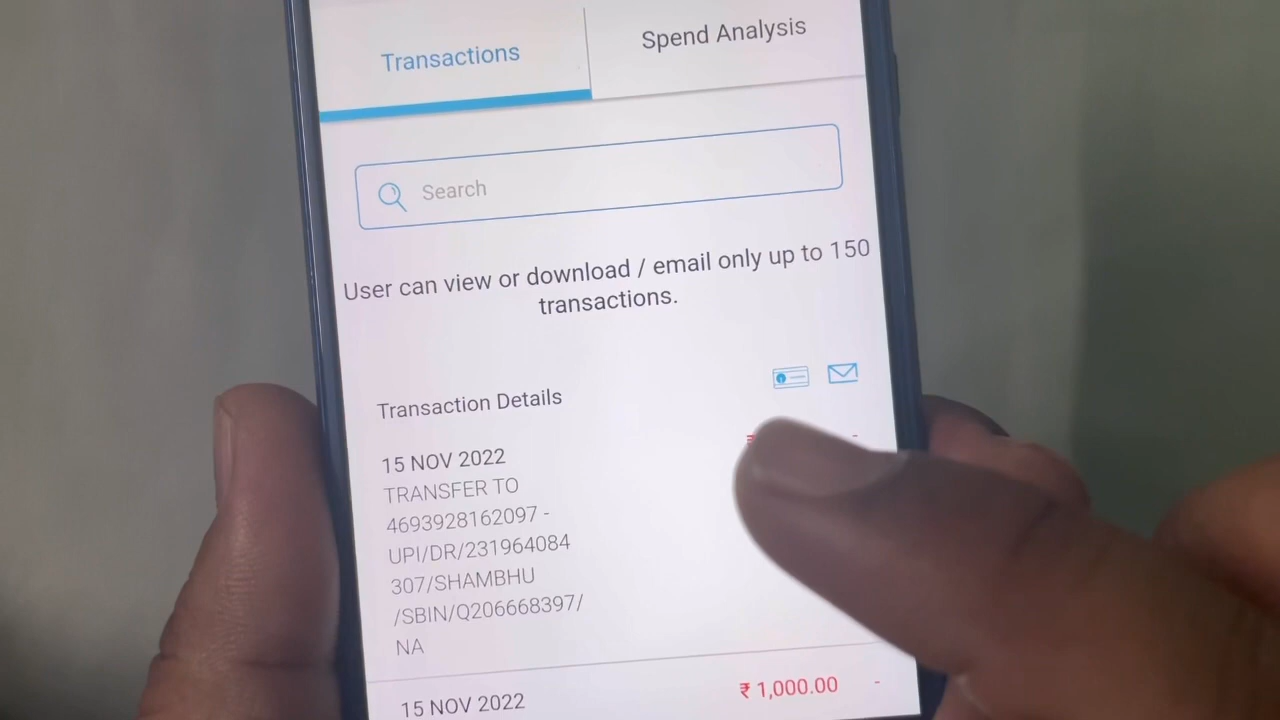 Transactions
Spend Analysis
Search
User can view or download / email only up to 150
transactions.
Transaction Details
15 NOV 2022
TRANSFER TO
4693928162097 -
UPI/DR/231964084
307/SHAMBHU
/SBIN/Q206668397/
NA
15 NOV 2022
₹ 1,000.00 -